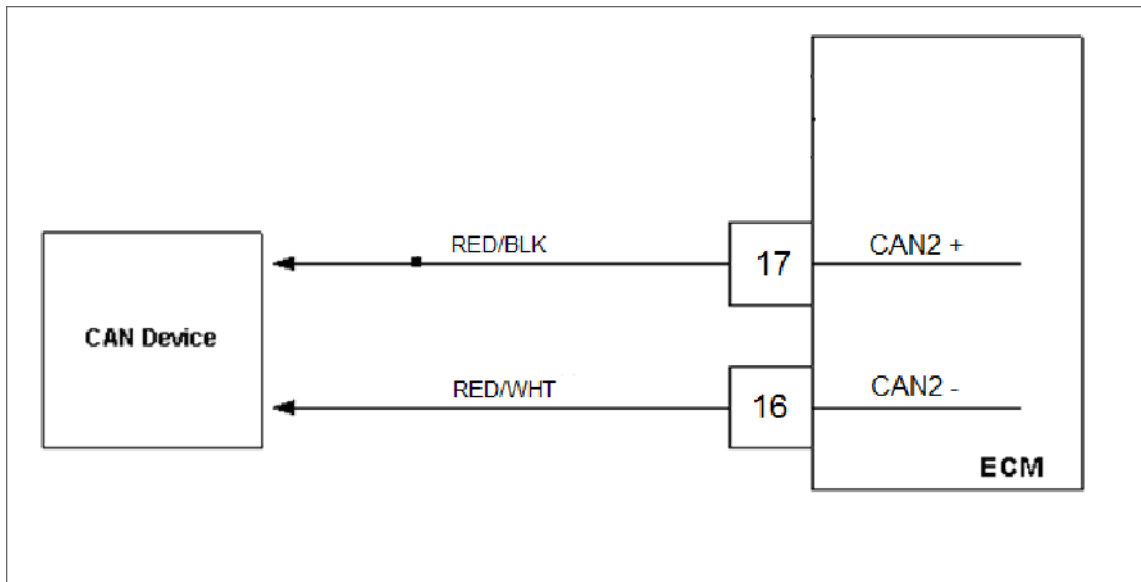 RED/BLK
17
CAN2 +
CAN Device
RED/WHT
16
CAN2 -
ECM